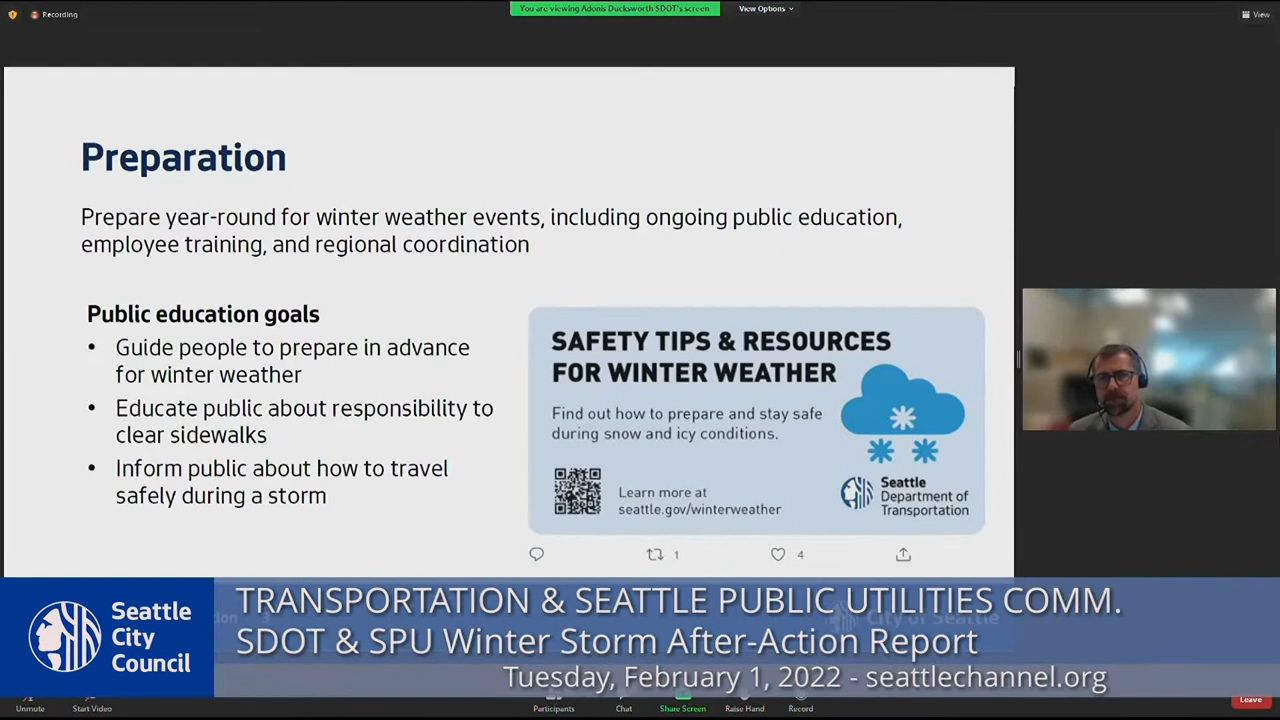 Recording
You are viewing Adonis Ducksworth SDOT's screen
View Options
View
Preparation
Prepare year-round for winter weather events, including ongoing public education,
employee training, and regional coordination
Public education goals
• Guide people to prepare in advance
for winter weather
• Educate public about responsibility to
clear sidewalks
• Inform public about how to travel
safely during a storm
SAFETY TIPS & RESOURCES
FOR WINTER WEATHER
Find out how to prepare and stay safe
during snow and icy conditions.
Learn more at
seattle.gov/winterweather
Seattle
Department of
Transportation
1
4
Seattle
City
Council
TRANSPORTATION & SEATTLE PUBLIC UTILITIES COMM.
City of Seattle
SDOT & SPU Winter Storm After-Action Report
Tuesday, February 1, 2022 - seattlechannel.org
Unmute
Start Video
Participants
Chat
Share Screen
Raise Hand
Record
Leave